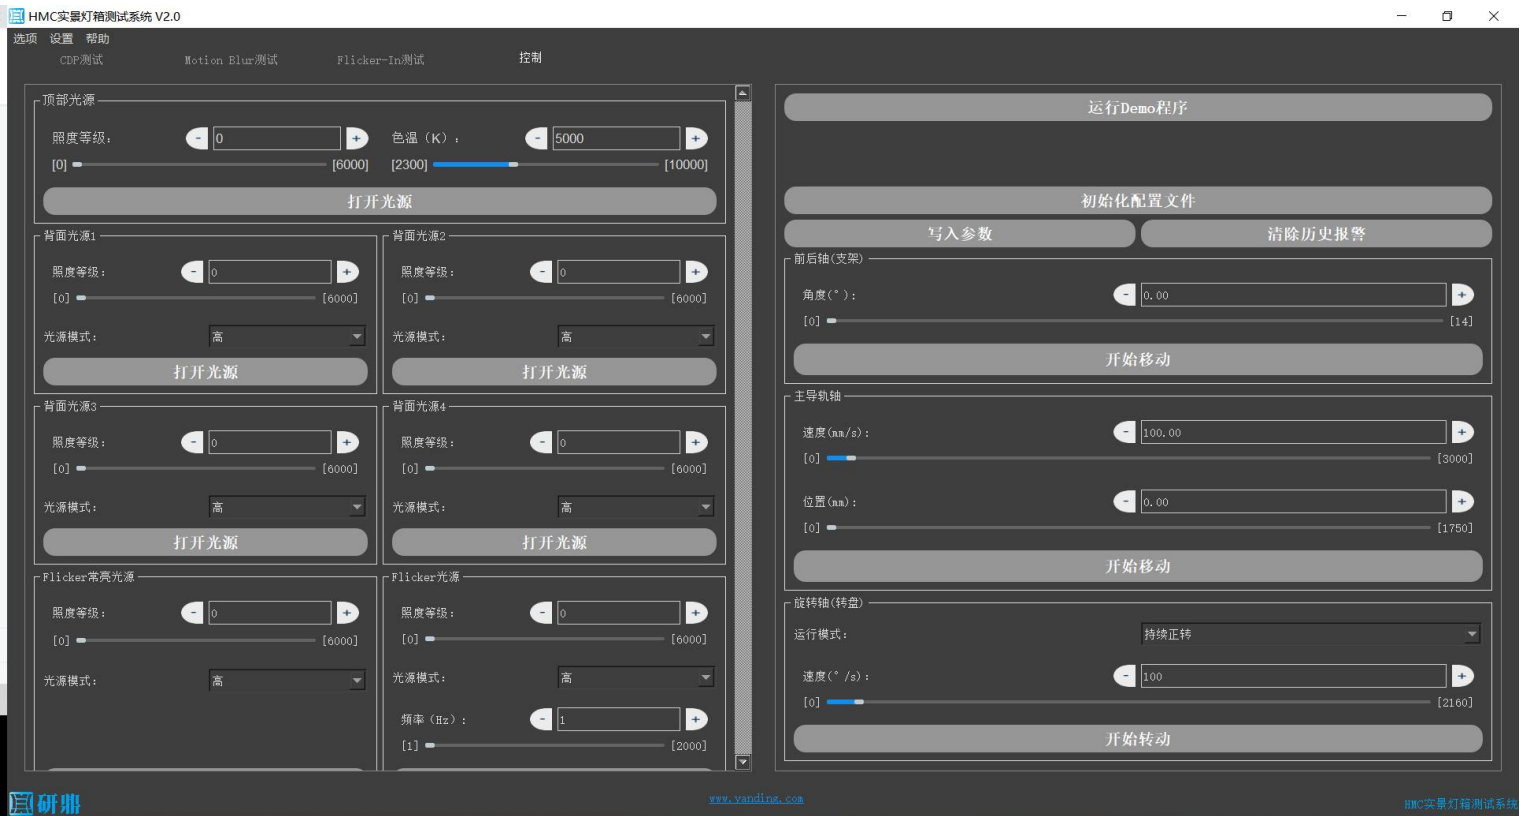 HMC实景灯箱测试系统 V2.0
选项 设置 帮助
CDP测试 Motion Blur测试 Flicker-In测试 控制
顶部光源
照度等级: - 0 + 色温（K）: - 5000 +
[0] [6000] [2300] [10000]
打开光源
背面光源1
照度等级: - 0 +
[0] [6000]
光源模式: 高
打开光源
背面光源2
照度等级: - 0 +
[0] [6000]
光源模式: 高
打开光源
背面光源3
照度等级: - 0 +
[0] [6000]
光源模式: 高
打开光源
背面光源4
照度等级: - 0 +
[0] [6000]
光源模式: 高
打开光源
Flicker常亮光源
照度等级: - 0 +
[0] [6000]
光源模式: 高
Flicker光源
照度等级: - 0 +
[0] [6000]
光源模式: 高
频率（Hz）: - 1 +
[1] [2000]
运行Demo程序
初始化配置文件
写入参数 清除历史报警
前后轴(支架)
角度(°): - 0.00 +
[0] [14]
开始移动
主导轨轴
速度(mm/s): - 100.00 +
[0] [3000]
位置(mm): - 0.00 +
[0] [1750]
开始移动
旋转轴(转盘)
运行模式: 持续正转
速度(°/s): - 100 +
[0] [2160]
开始转动
研鼎
www.yanding.com
HMC实景灯箱测试系统